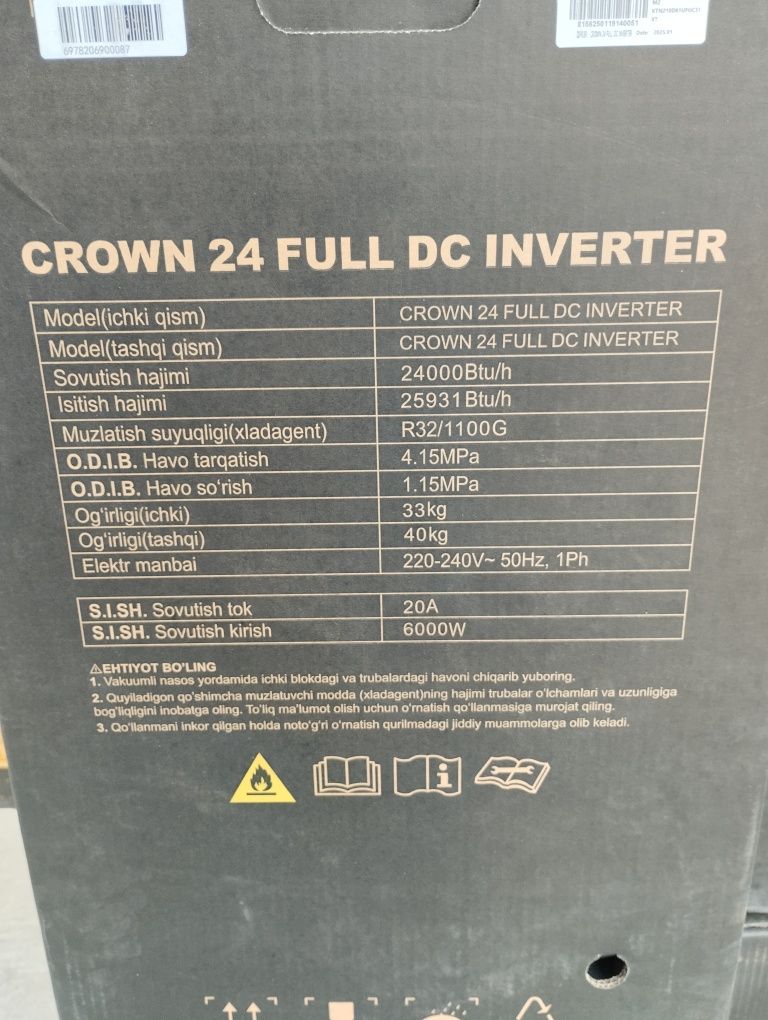 6978206900087
8158250119140051
Date: 2025.01
CROWN 24 FULL DC INVERTER
Model(ichki qism) CROWN 24 FULL DC INVERTER
Model(tashqi qism) CROWN 24 FULL DC INVERTER
Sovutish hajimi 24000Btu/h
Isitish hajimi 25931Btu/h
Muzlatish suyuqligi(xladagent) R32/1100G
O.D.I.B. Havo tarqatish 4.15MPa
O.D.I.B. Havo so‘rish 1.15MPa
Og‘irligi(ichki) 33kg
Og‘irligi(tashqi) 40kg
Elektr manbai 220-240V~ 50Hz, 1Ph
S.I.SH. Sovutish tok 20A
S.I.SH. Sovutish kirish 6000W
⚠EHTIYOT BO‘LING
1. Vakuumli nasos yordamida ichki blokdagi va trubalardagi havoni chiqarib yuboring.
2. Quyiladigon qo‘shimcha muzlatuvchi modda (xladagent)ning hajimi trubalar o‘lchamlari va uzunligiga
bog‘liqligini inobatga oling. To‘liq ma’lumot olish uchun o‘rnatish qo‘llanmasiga murojat qiling.
3. Qo‘llanmani inkor qilgan holda noto‘g‘ri o‘rnatish qurilmadagi jiddiy muammolarga olib keladi.